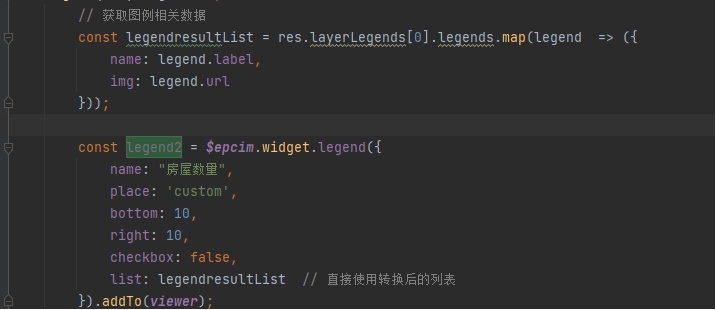 // 获取图例相关数据
const legendresultList = res.layerLegends[0].legends.map(legend  => ({
    name: legend.label,
    img: legend.url
}));
const legend2 = $epcim.widget.legend({
    name: "房屋数量",
    place: 'custom',
    bottom: 10,
    right: 10,
    checkbox: false,
    list: legendresultList  // 直接使用转换后的列表
}).addTo(viewer);